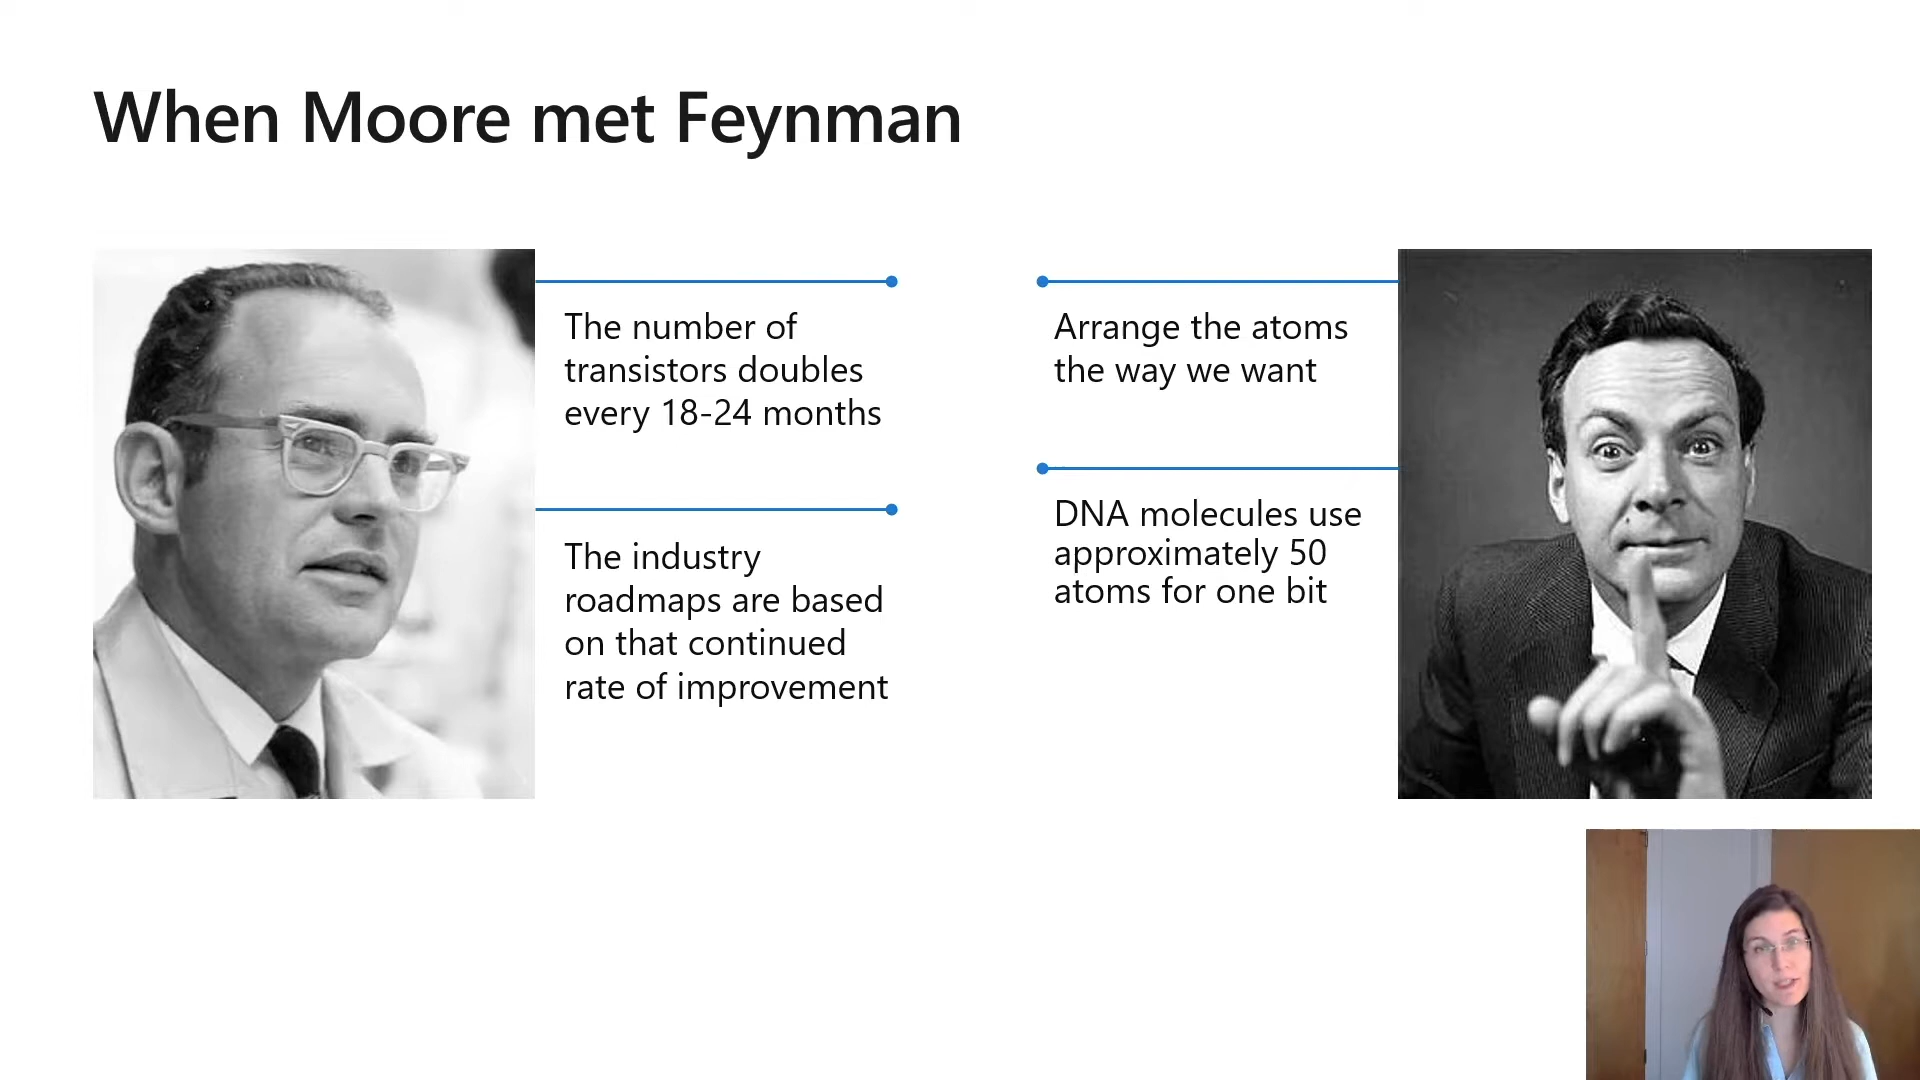 When Moore met Feynman
The number of
transistors doubles
every 18-24 months
The industry
roadmaps are based
on that continued
rate of improvement
Arrange the atoms
the way we want
DNA molecules use
approximately 50
atoms for one bit